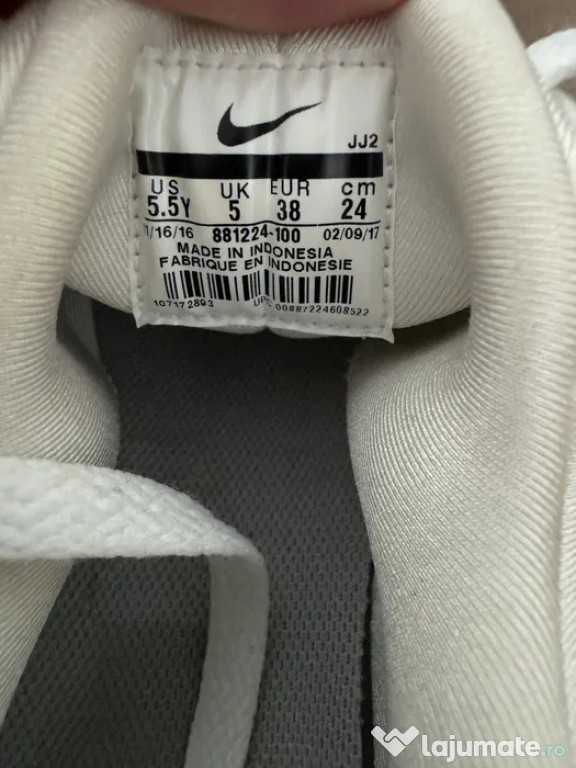 JJ2
US UK EUR cm
5.5Y 5 38 24
1/16/16 881224-100 02/09/17
MADE IN INDONESIA
FABRIQUE EN INDONESIE
107172893 UPC 00887224608522
lajumate.ro